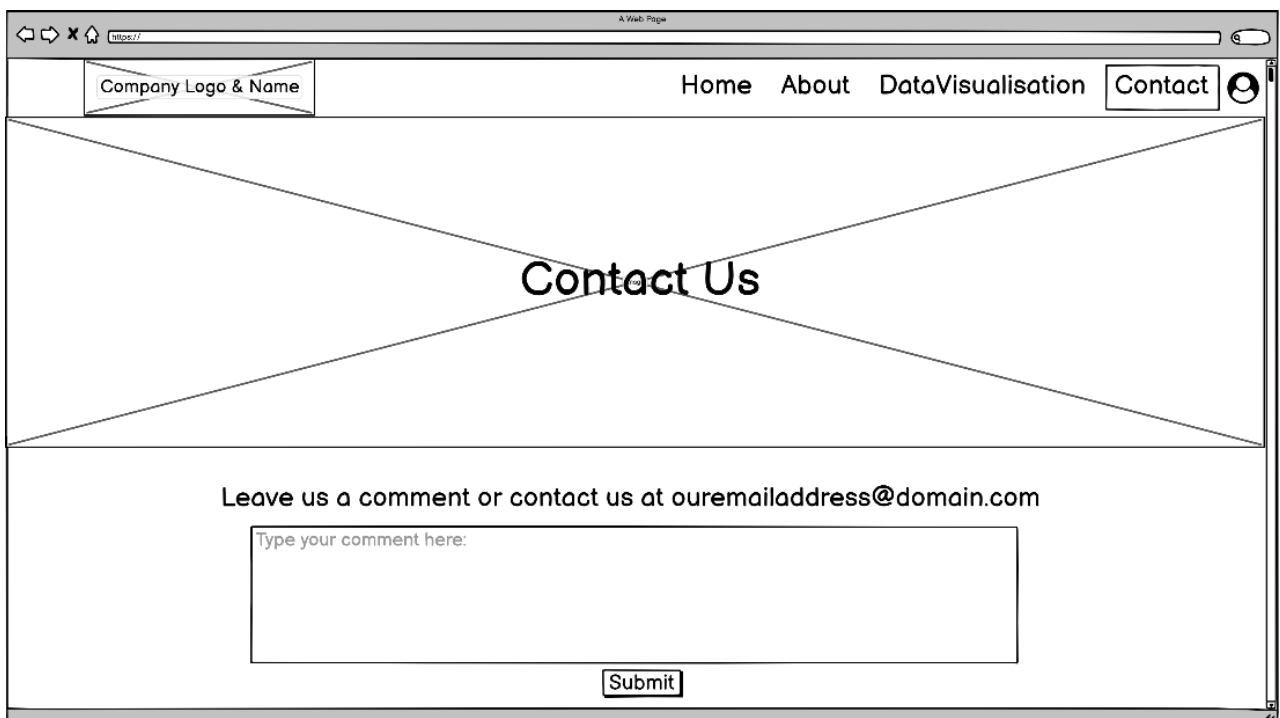 A Web Page
https://
Company Logo & Name
Home About DataVisualisation Contact
Contact Us
Leave us a comment or contact us at ouremailaddress@domain.com
Type your comment here:
Submit